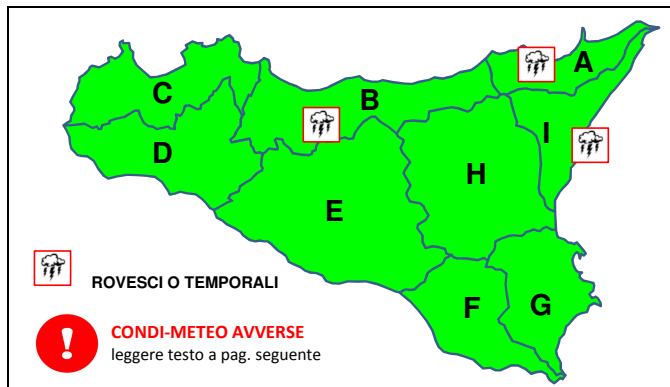 A
B
C
I
D
H
E
ROVESCI O TEMPORALI
F
G
CONDI-METEO AVVERSE
leggere testo a pag. seguente